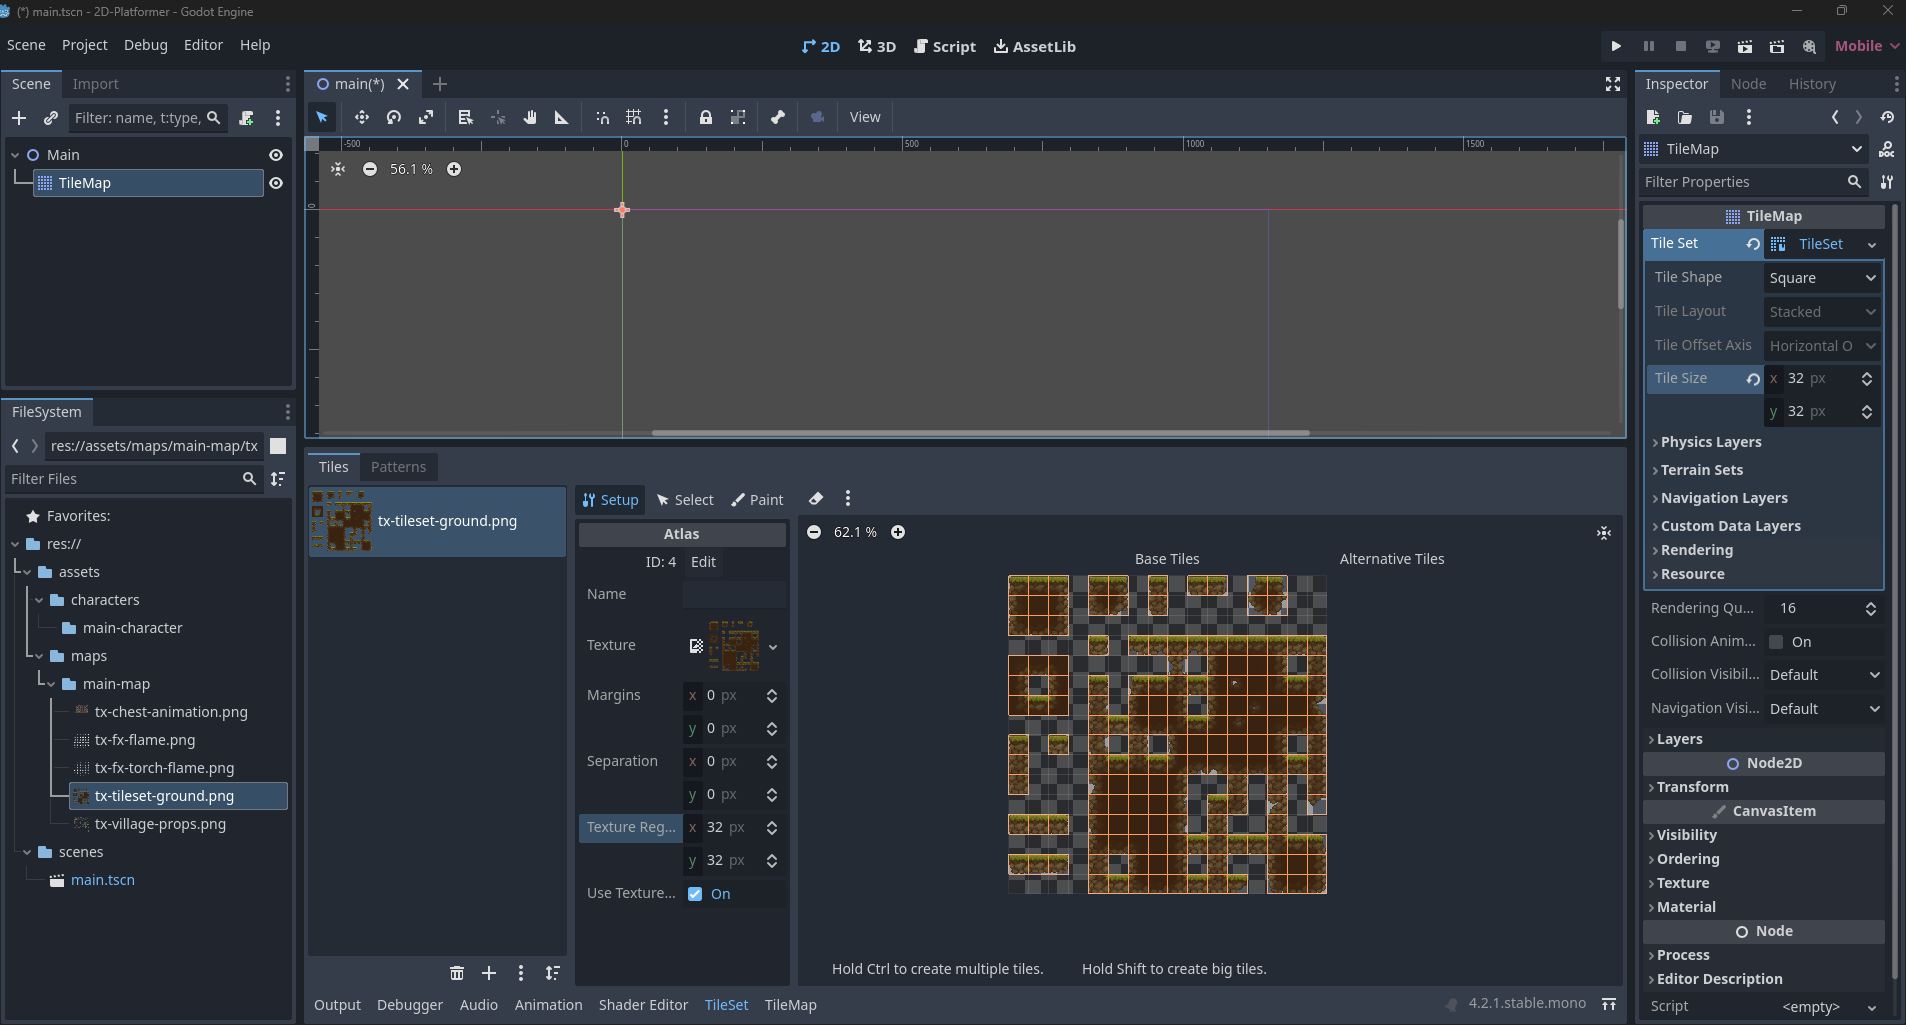 (*) main.tscn - 2D-Platformer - Godot Engine
Scene Project Debug Editor Help
2D 3D Script AssetLib
Mobile
Scene Import
Filter: name, t:type,
Main
TileMap
FileSystem
res://assets/maps/main-map/tx
Filter Files
Favorites:
res://
assets
characters
main-character
maps
main-map
tx-chest-animation.png
tx-fx-flame.png
tx-fx-torch-flame.png
tx-tileset-ground.png
tx-village-props.png
scenes
main.tscn
main(*)
View
-500 0 500 1000 1500
0
56.1 %
Tiles Patterns
tx-tileset-ground.png
Setup Select Paint
Atlas
ID: 4 Edit
Name
Texture
Margins x 0 px
y 0 px
Separation x 0 px
y 0 px
Texture Reg... x 32 px
y 32 px
Use Texture... On
62.1 %
Base Tiles Alternative Tiles
Hold Ctrl to create multiple tiles. Hold Shift to create big tiles.
Output Debugger Audio Animation Shader Editor TileSet TileMap
4.2.1.stable.mono
Inspector Node History
TileMap
Filter Properties
TileMap
Tile Set TileSet
Tile Shape Square
Tile Layout Stacked
Tile Offset Axis Horizontal O
Tile Size x 32 px
y 32 px
Physics Layers
Terrain Sets
Navigation Layers
Custom Data Layers
Rendering
Resource
Rendering Qu... 16
Collision Anim... On
Collision Visibil... Default
Navigation Visi... Default
Layers
Node2D
Transform
CanvasItem
Visibility
Ordering
Texture
Material
Node
Process
Editor Description
Script <empty>